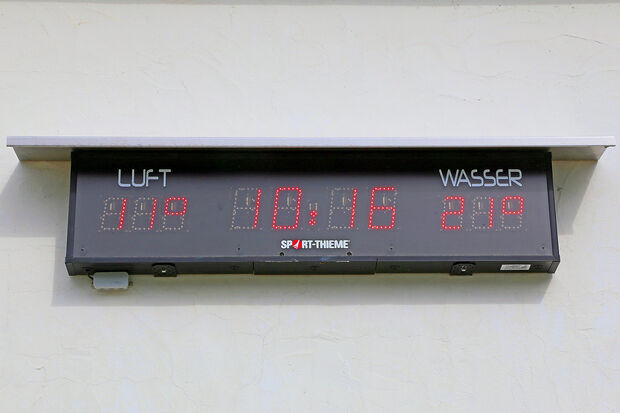 LUFT WASSER
11° 10:16 21°
SPORT-THIEME